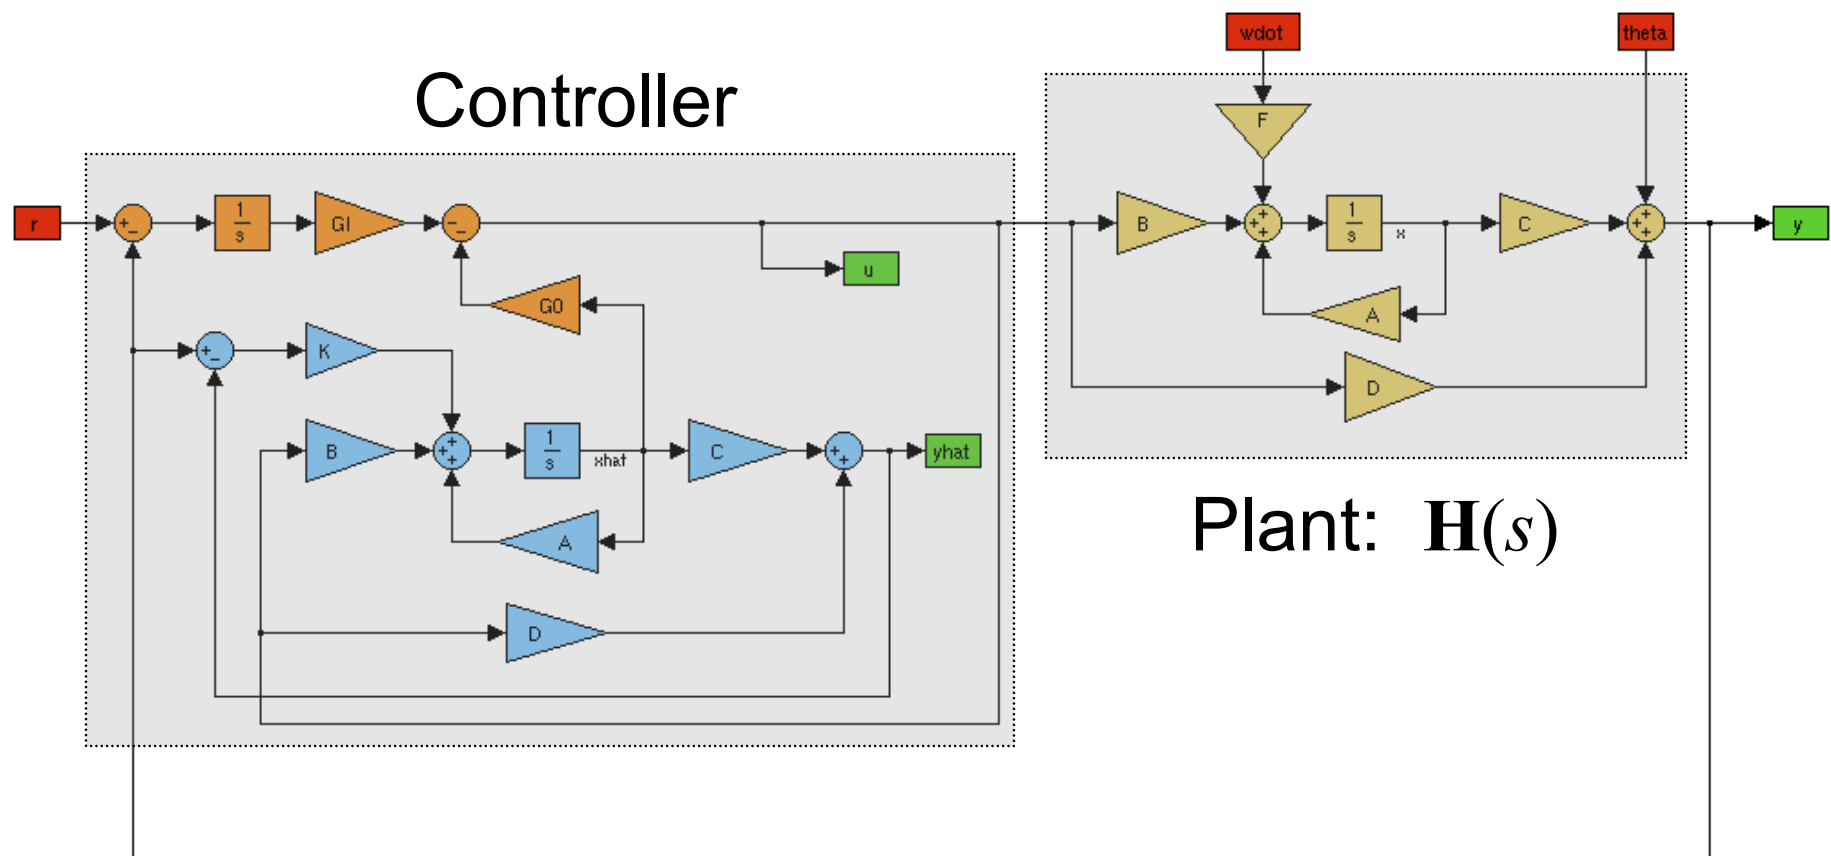 wdot
theta
Controller
F
r
+
-
1
s
GI
-
-
B
+
+
+
1
s
x
C
+
+
+
y
u
G0
A
+
-
K
D
B
+
+
+
1
s
xhat
C
+
+
yhat
Plant: H(s)
A
D